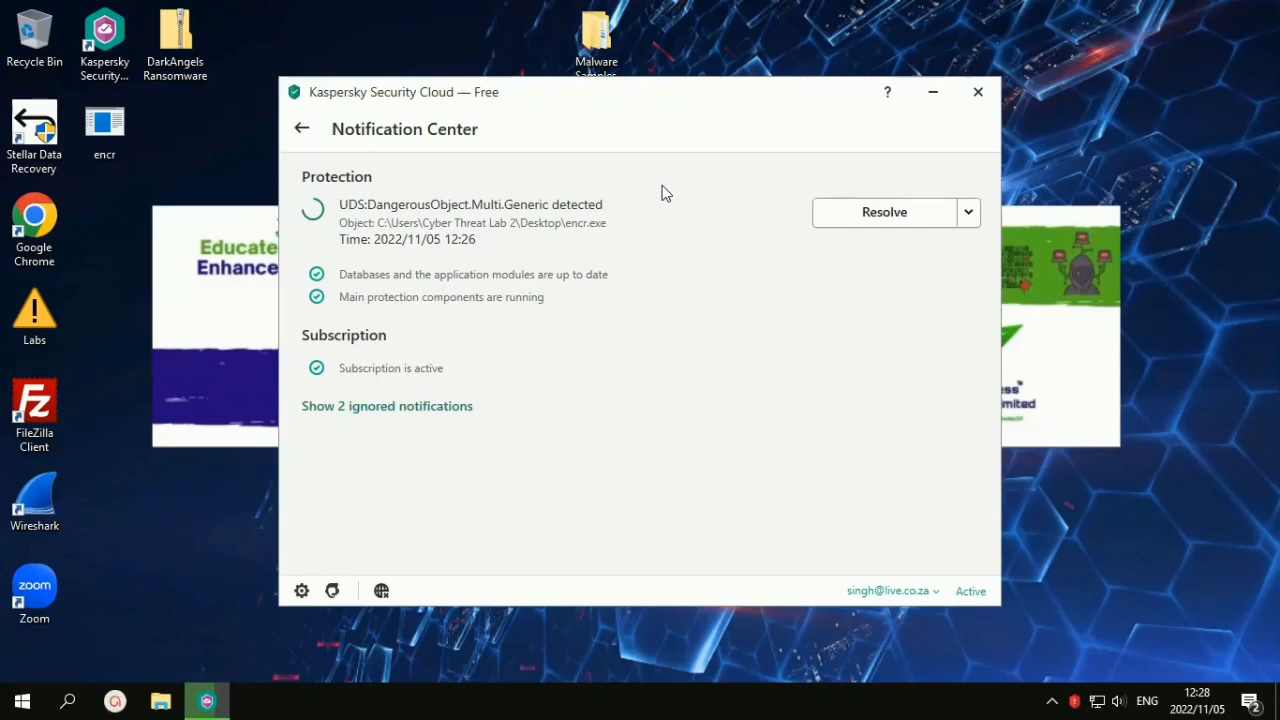 Recycle Bin
Kaspersky
Security...
DarkAngels
Ransomware
Malware
Samples
Stellar Data
Recovery
encr
Google
Chrome
Labs
FileZilla
Client
Wireshark
zoom
Zoom
Educate
Enhance
ess
imited
Kaspersky Security Cloud — Free
?
Notification Center
Protection
UDS:DangerousObject.Multi.Generic detected
Object: C:\Users\Cyber Threat Lab 2\Desktop\encr.exe
Time: 2022/11/05 12:26
Resolve
Databases and the application modules are up to date
Main protection components are running
Subscription
Subscription is active
Show 2 ignored notifications
singh@live.co.za
Active
ENG
12:28
2022/11/05
2